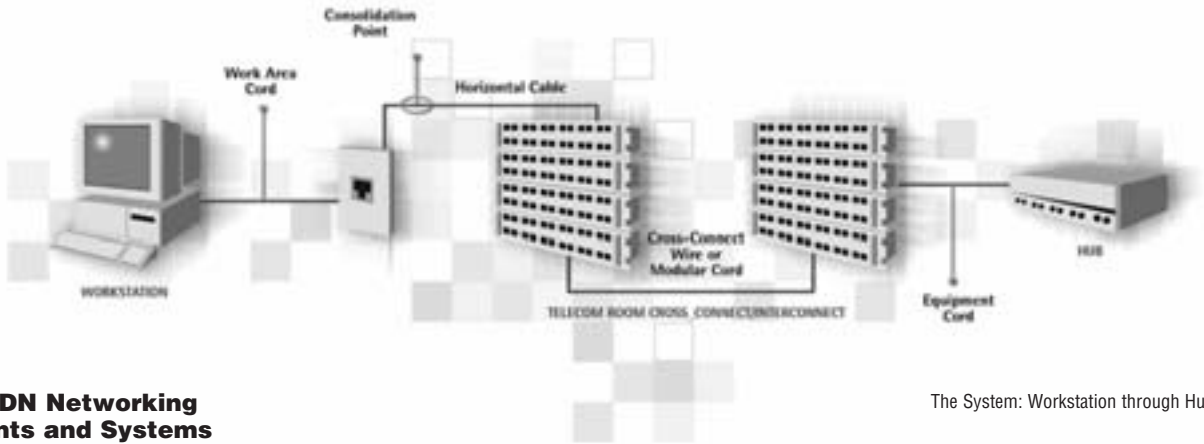 Consolidation
Point
Work Area
Cord
Horizontal Cable
Cross-Connect
Wire or
Modular Cord
WORKSTATION
HUB
Equipment
Cord
TELECOM ROOM CROSS_CONNECT/INTERCONNECT
DN Networking
nts and Systems
The System: Workstation through Hu